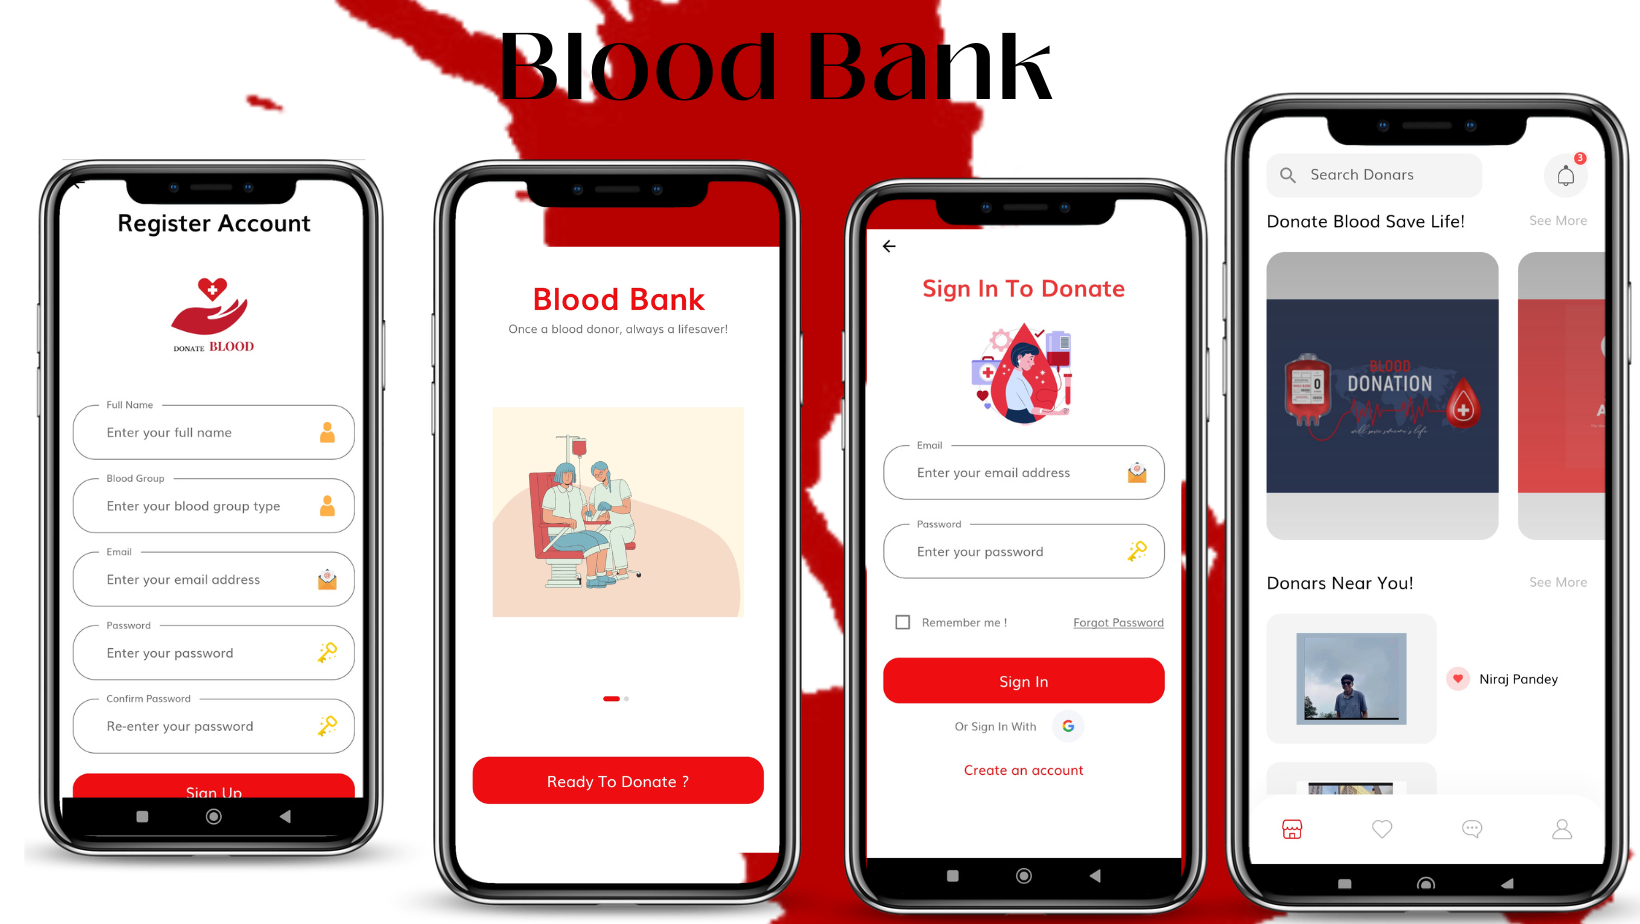 Blood Bank
Register Account
DONATE BLOOD
Full Name
Enter your full name
Blood Group
Enter your blood group type
Email
Enter your email address
Password
Enter your password
Confirm Password
Re-enter your password
Sign Up
Blood Bank
Once a blood donor, always a lifesaver!
Ready To Donate ?
Sign In To Donate
Email
Enter your email address
Password
Enter your password
Remember me !
Forgot Password
Sign In
Or Sign In With
G
Create an account
Search Donars
3
Donate Blood Save Life!
See More
BLOOD
DONATION
O
will save someone's life
A
Donars Near You!
See More
Niraj Pandey